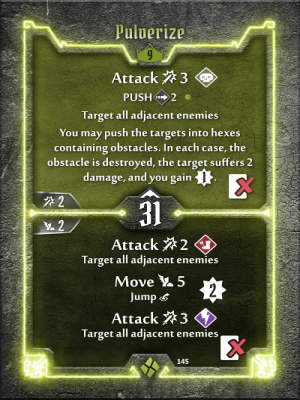 Pulverize
9
Attack 3
PUSH 2
Target all adjacent enemies
You may push the targets into hexes
containing obstacles. In each case, the
obstacle is destroyed, the target suffers 2
damage, and you gain 1.
2
31
2
Attack 2
Target all adjacent enemies
Move 5
Jump
2
Attack 3
Target all adjacent enemies
145